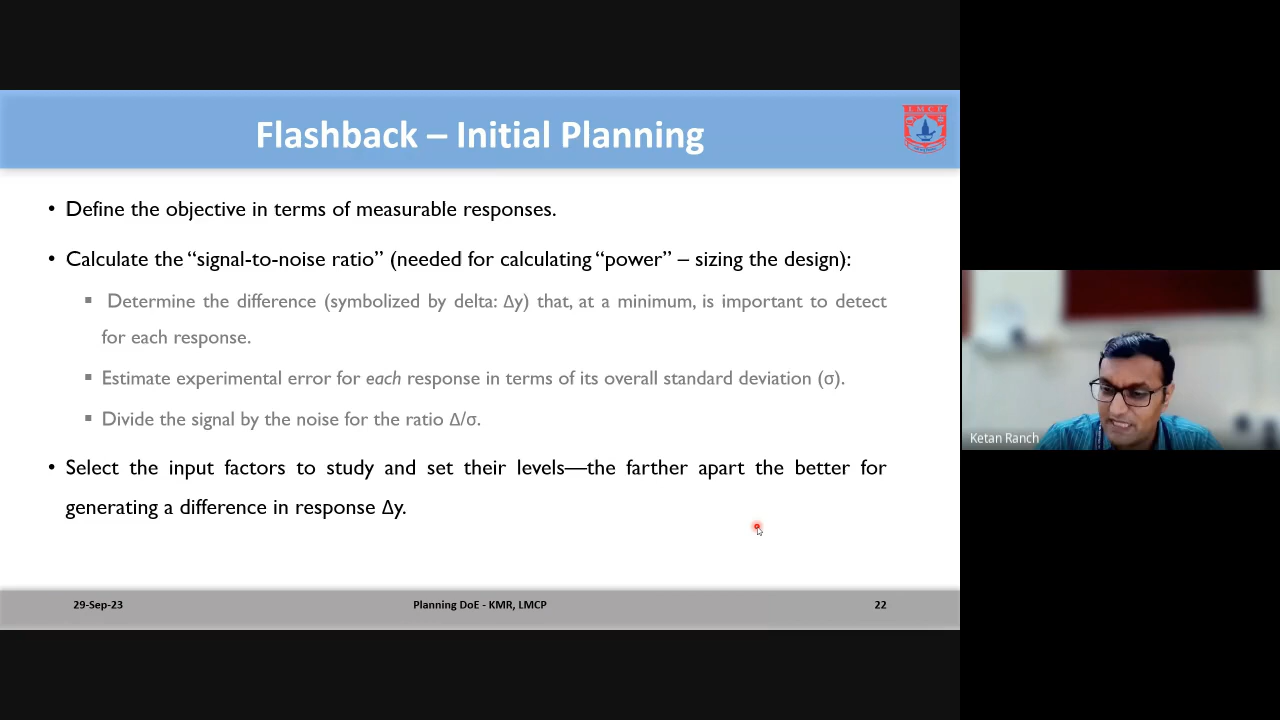 Flashback – Initial Planning
LMCP
• Define the objective in terms of measurable responses.
• Calculate the “signal-to-noise ratio” (needed for calculating “power” – sizing the design):
▪ Determine the difference (symbolized by delta: Δy) that, at a minimum, is important to detect
for each response.
▪ Estimate experimental error for each response in terms of its overall standard deviation (σ).
▪ Divide the signal by the noise for the ratio Δ/σ.
• Select the input factors to study and set their levels—the farther apart the better for
generating a difference in response Δy.
Ketan Ranch
29-Sep-23
Planning DoE - KMR, LMCP
22